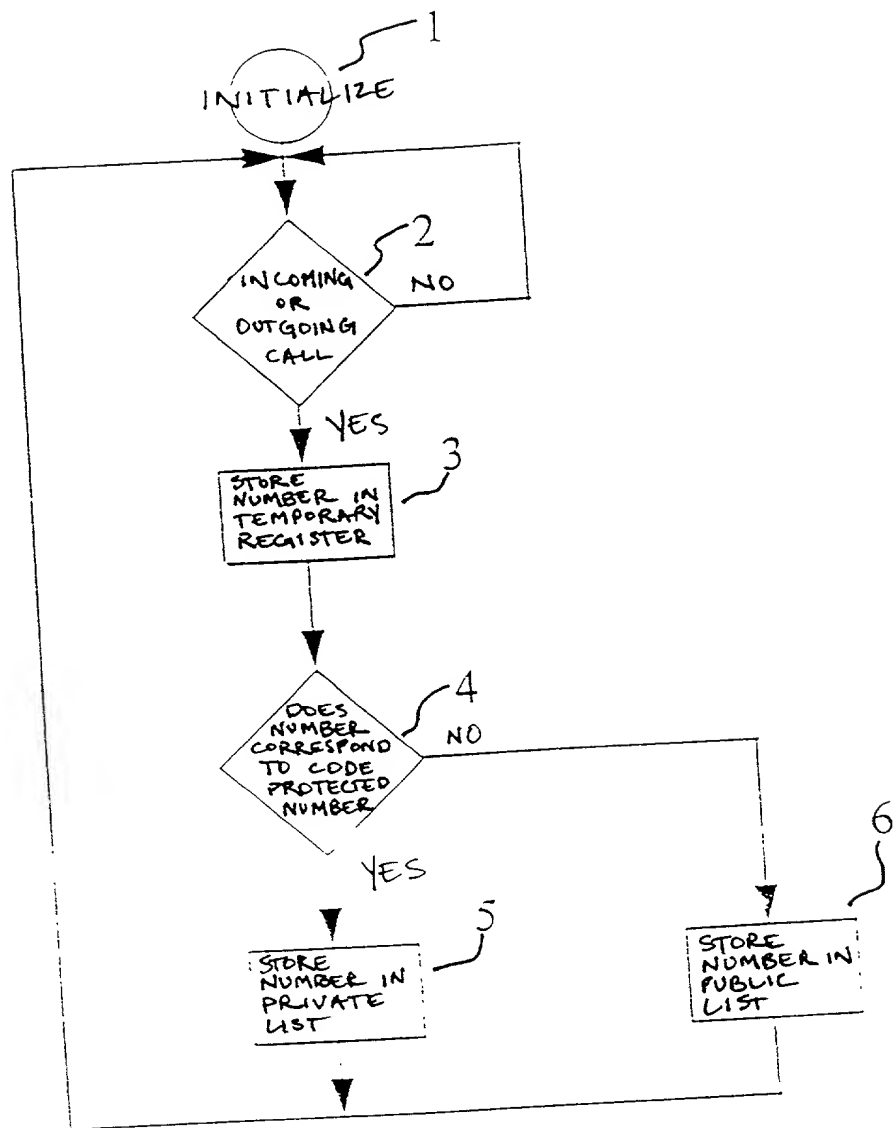 1
INITIALIZE
2
INCOMING
OR
OUTGOING
CALL
NO
YES
3
STORE
NUMBER IN
TEMPORARY
REGISTER
4
DOES
NUMBER
CORRESPOND
TO CODE
PROTECTED
NUMBER
NO
YES
5
STORE
NUMBER IN
PRIVATE
LIST
6
STORE
NUMBER IN
PUBLIC
LIST